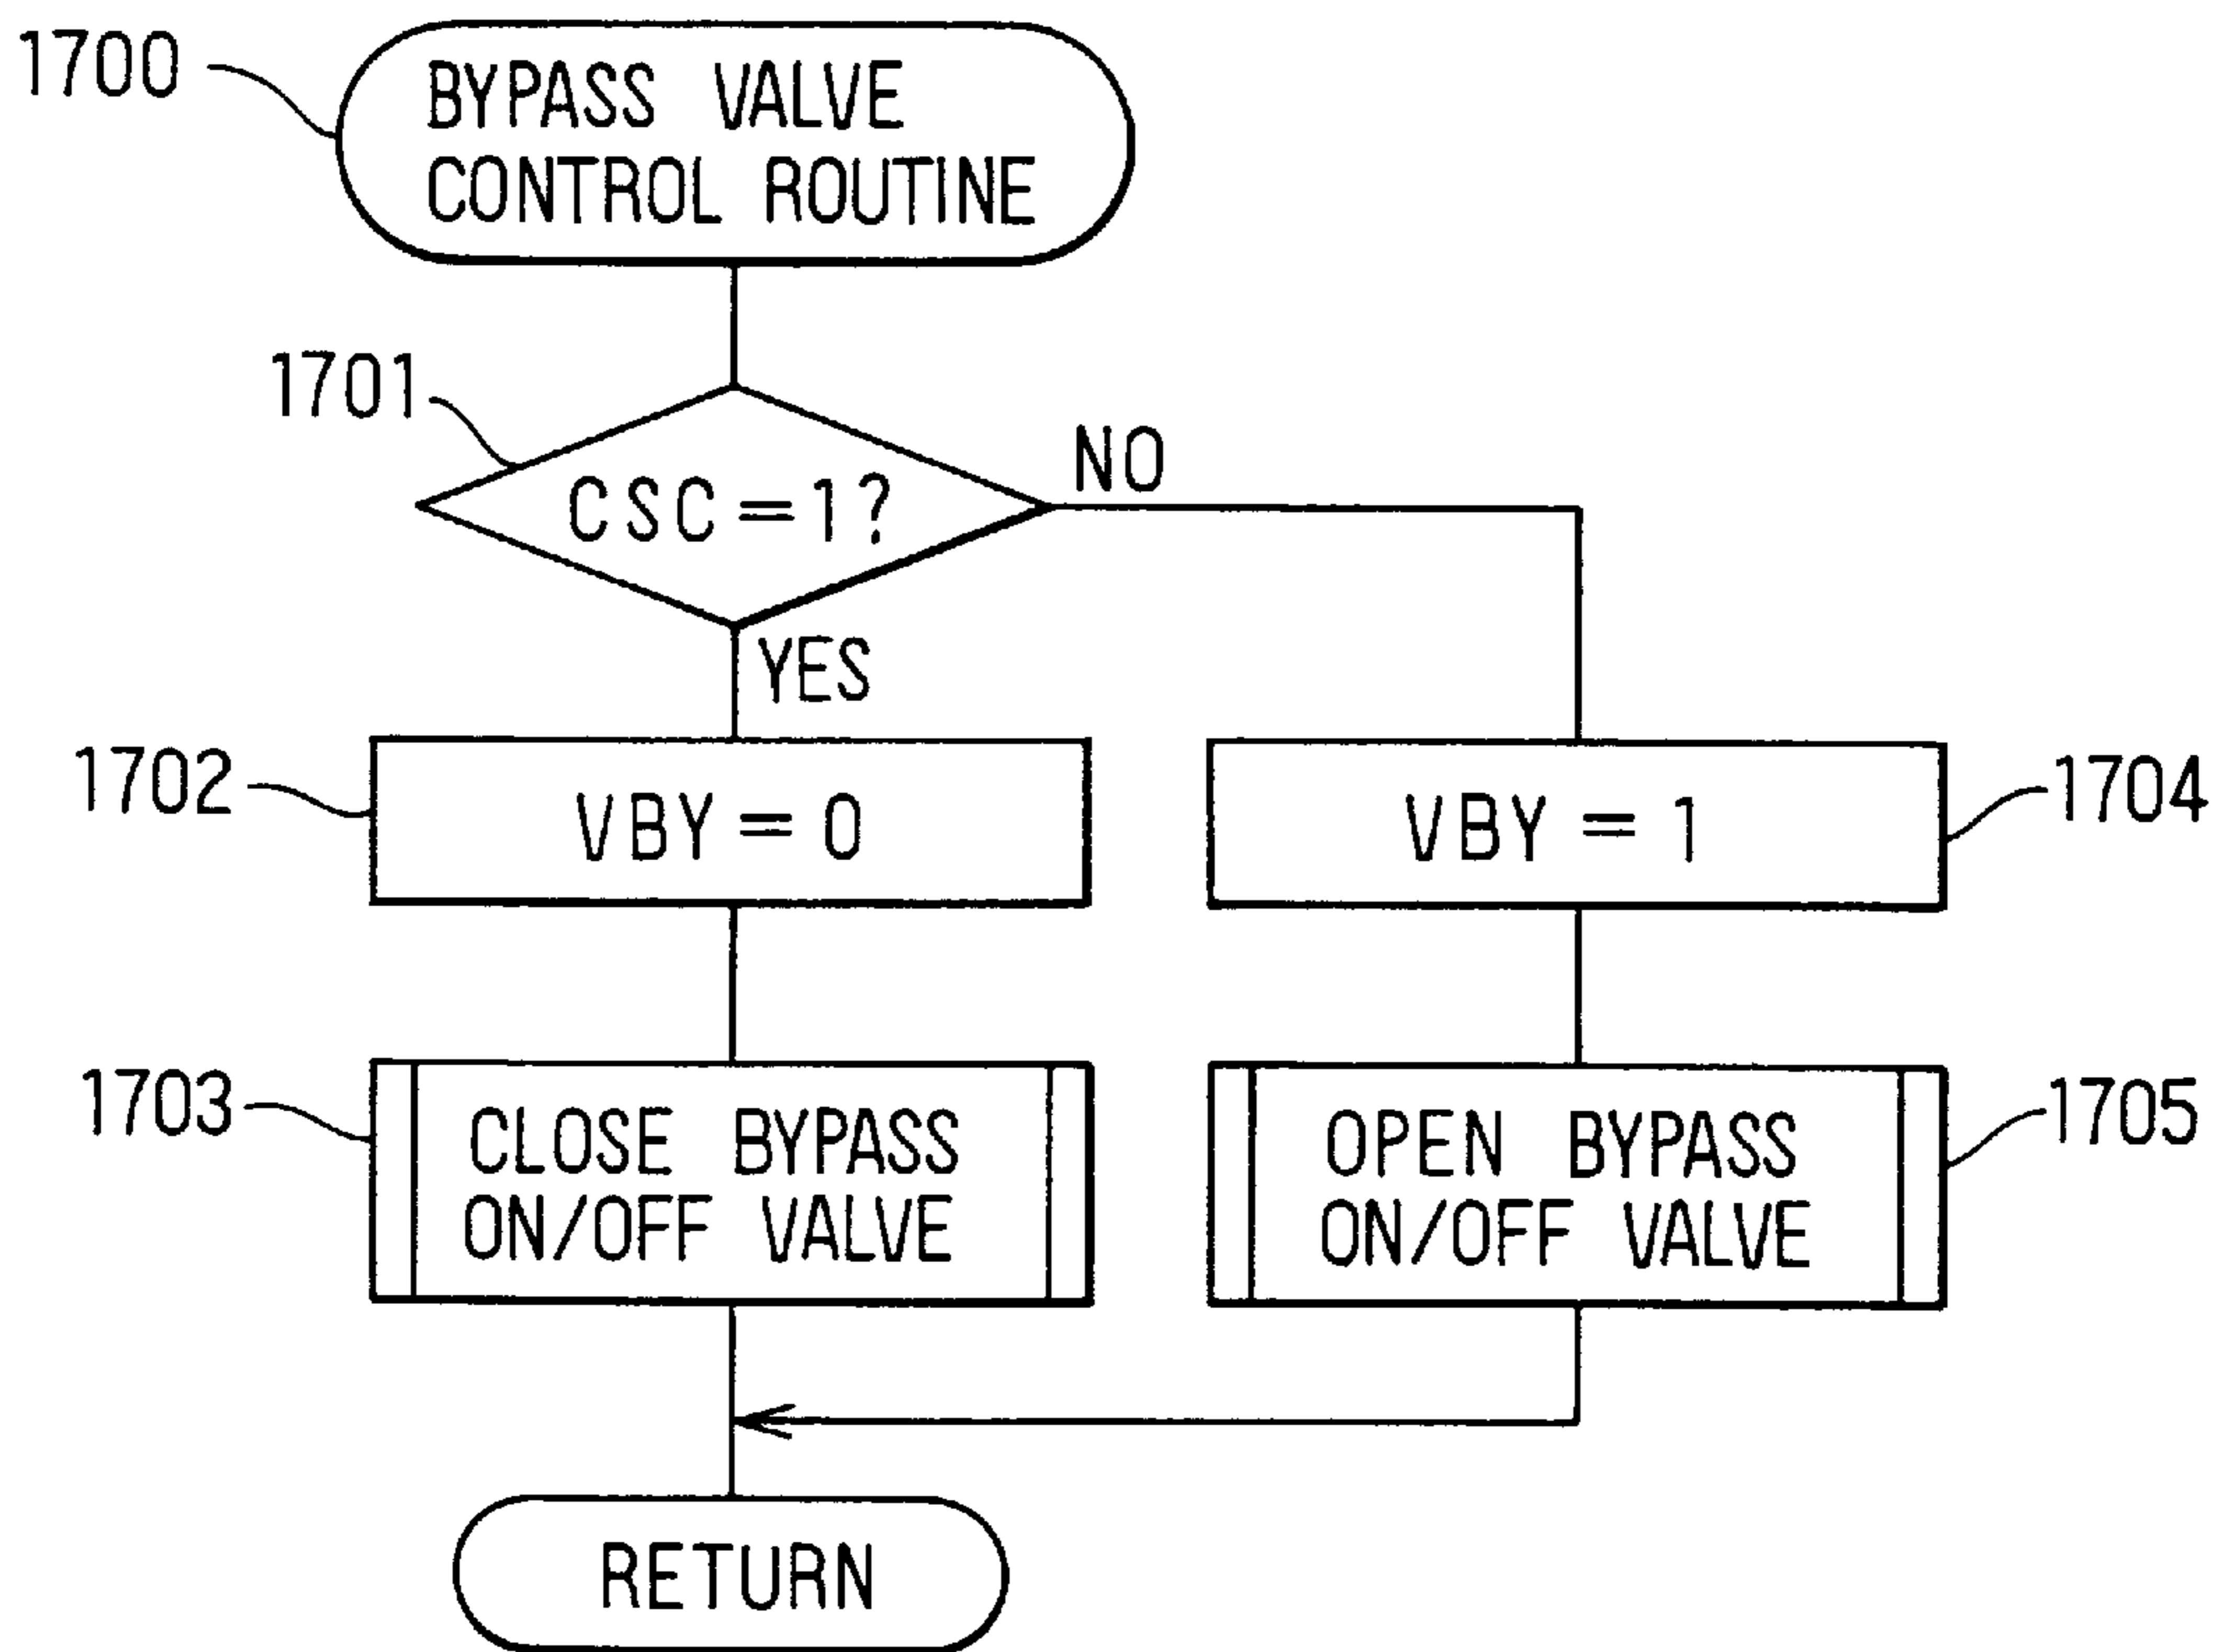 1700
BYPASS VALVE
CONTROL ROUTINE
1701
CSC=1?
NO
YES
1702
VBY=0
VBY=1
1704
1703
CLOSE BYPASS
ON/OFF VALVE
OPEN BYPASS
ON/OFF VALVE
1705
RETURN